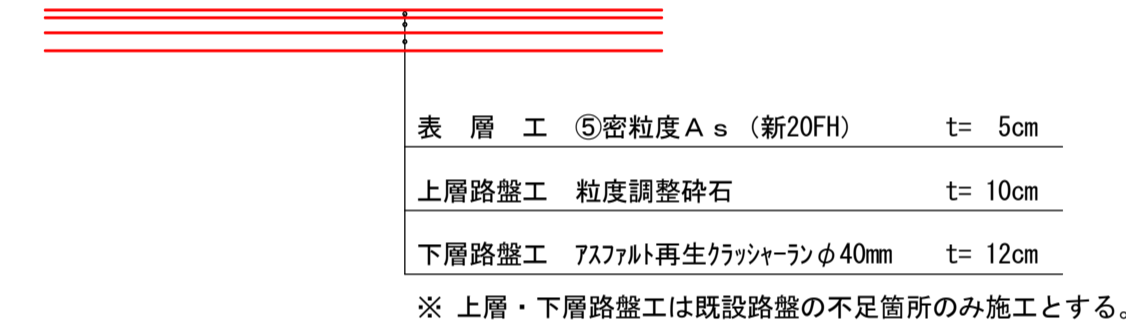 表　層　工　⑤密粒度Ａｓ（新20FH）　t=　5cm
上層路盤工　粒度調整砕石　t= 10cm
下層路盤工　ｱｽﾌｧﾙﾄ再生ｸﾗｯｼｬｰﾗﾝφ40mm　t= 12cm
※ 上層・下層路盤工は既設路盤の不足箇所のみ施工とする。